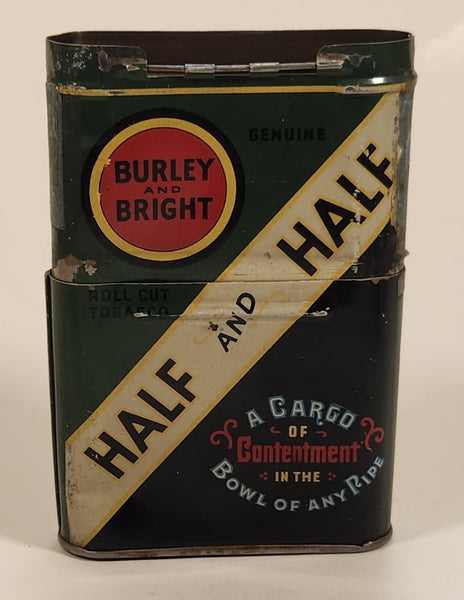 GENUINE
BURLEY
AND
BRIGHT
ROLL CUT
TOBACCO
HALF AND HALF
A CARGO
OF
Contentment
IN THE
BOWL OF ANY PIPE